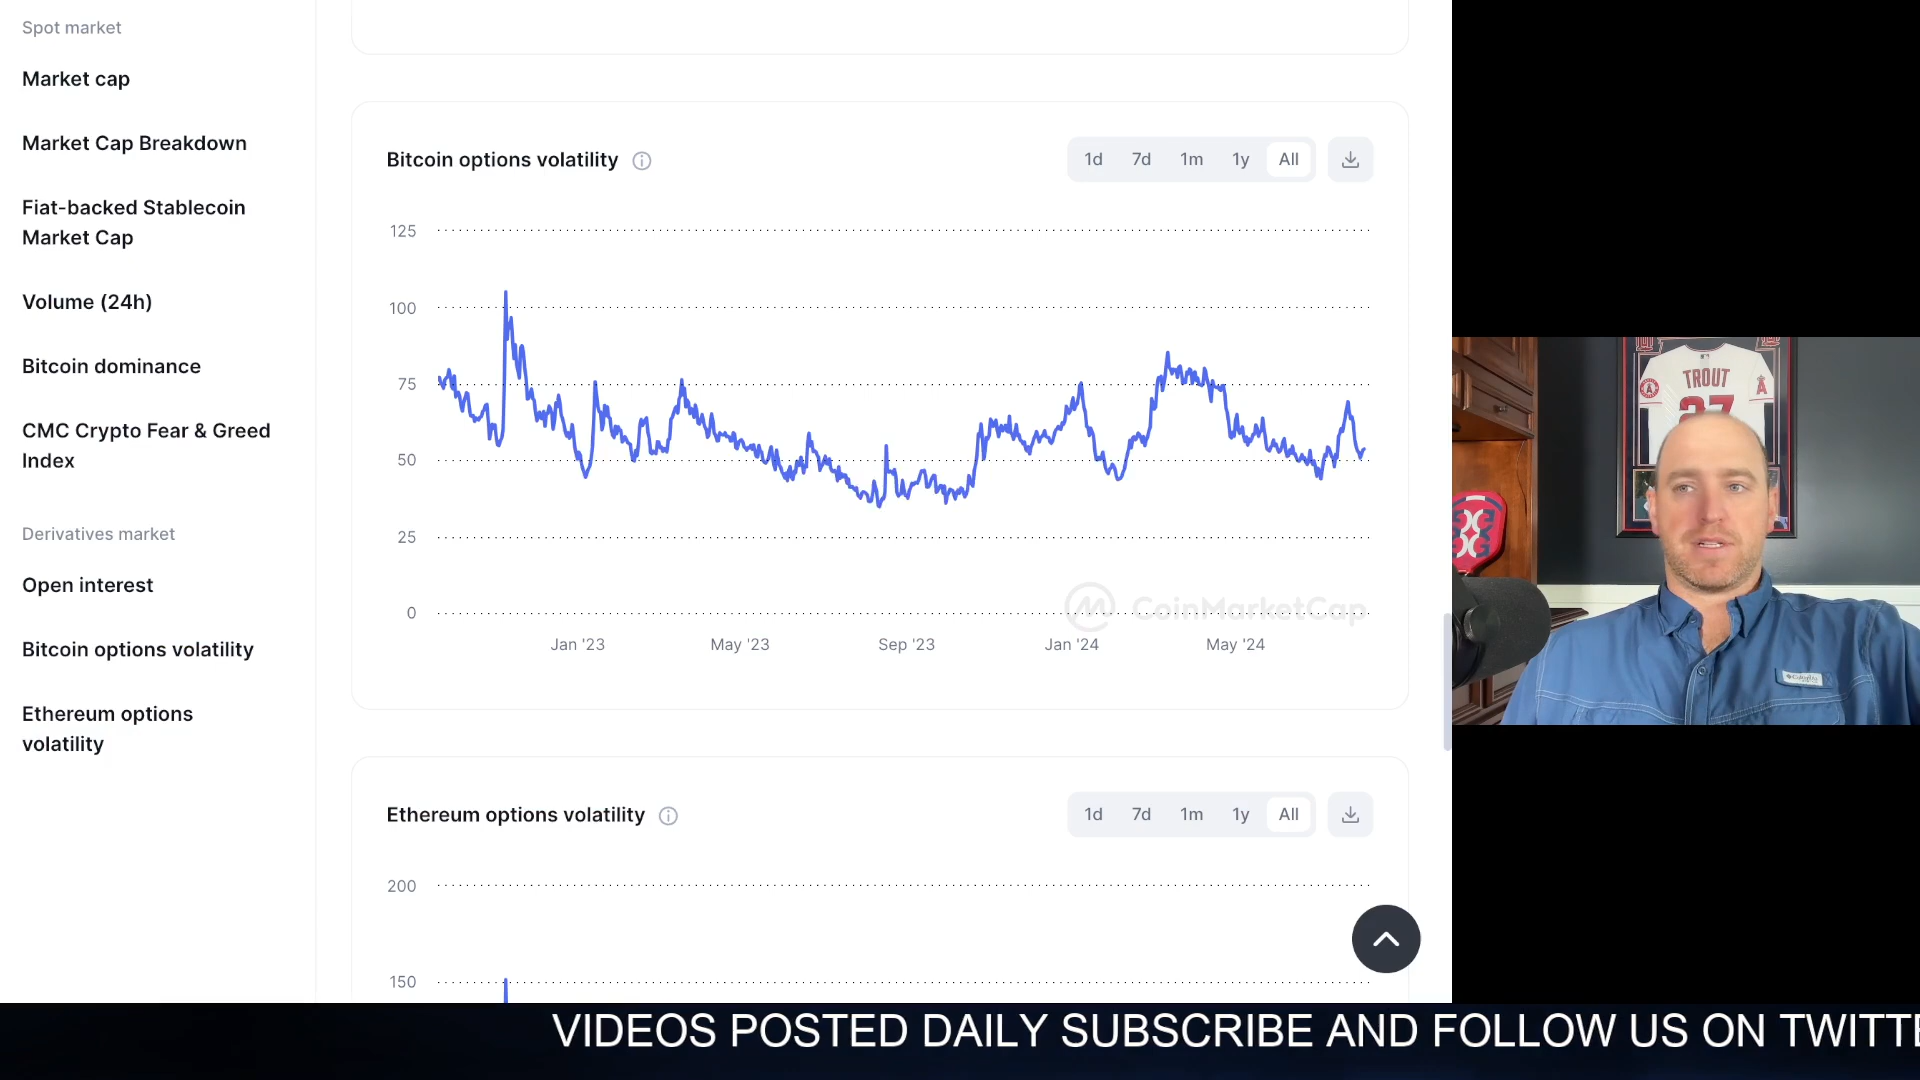 Spot market
Market cap
Market Cap Breakdown
Fiat-backed Stablecoin
Market Cap
Volume (24h)
Bitcoin dominance
CMC Crypto Fear & Greed
Index
Derivatives market
Open interest
Bitcoin options volatility
Ethereum options
volatility
Bitcoin options volatility
1d 7d 1m 1y All
125
100
75
50
25
0
CoinMarketCap
Jan '23 May '23 Sep '23 Jan '24 May '24
Ethereum options volatility
1d 7d 1m 1y All
200
150
TROUT
27
Columbia
VIDEOS POSTED DAILY SUBSCRIBE AND FOLLOW US ON TWITTE